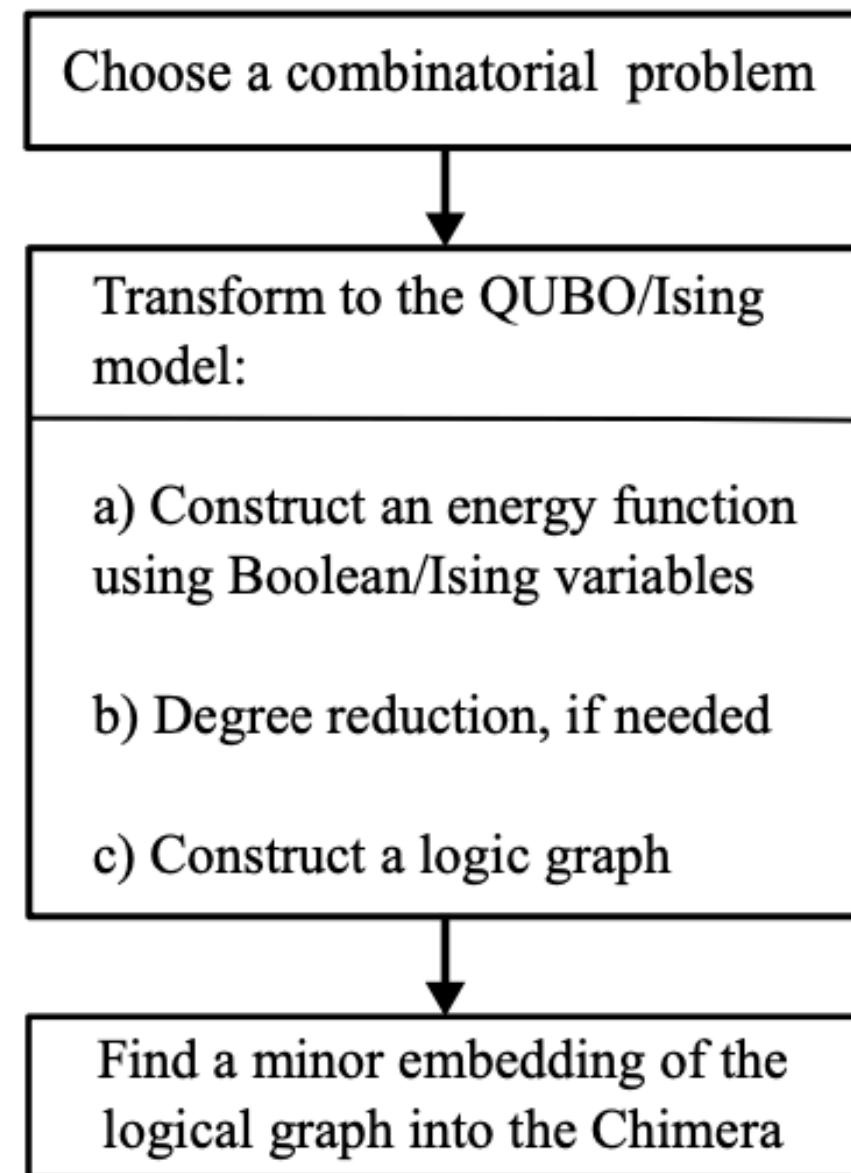 Choose a combinatorial problem
Transform to the QUBO/Ising
model:
a) Construct an energy function
using Boolean/Ising variables
b) Degree reduction, if needed
c) Construct a logic graph
Find a minor embedding of the
logical graph into the Chimera